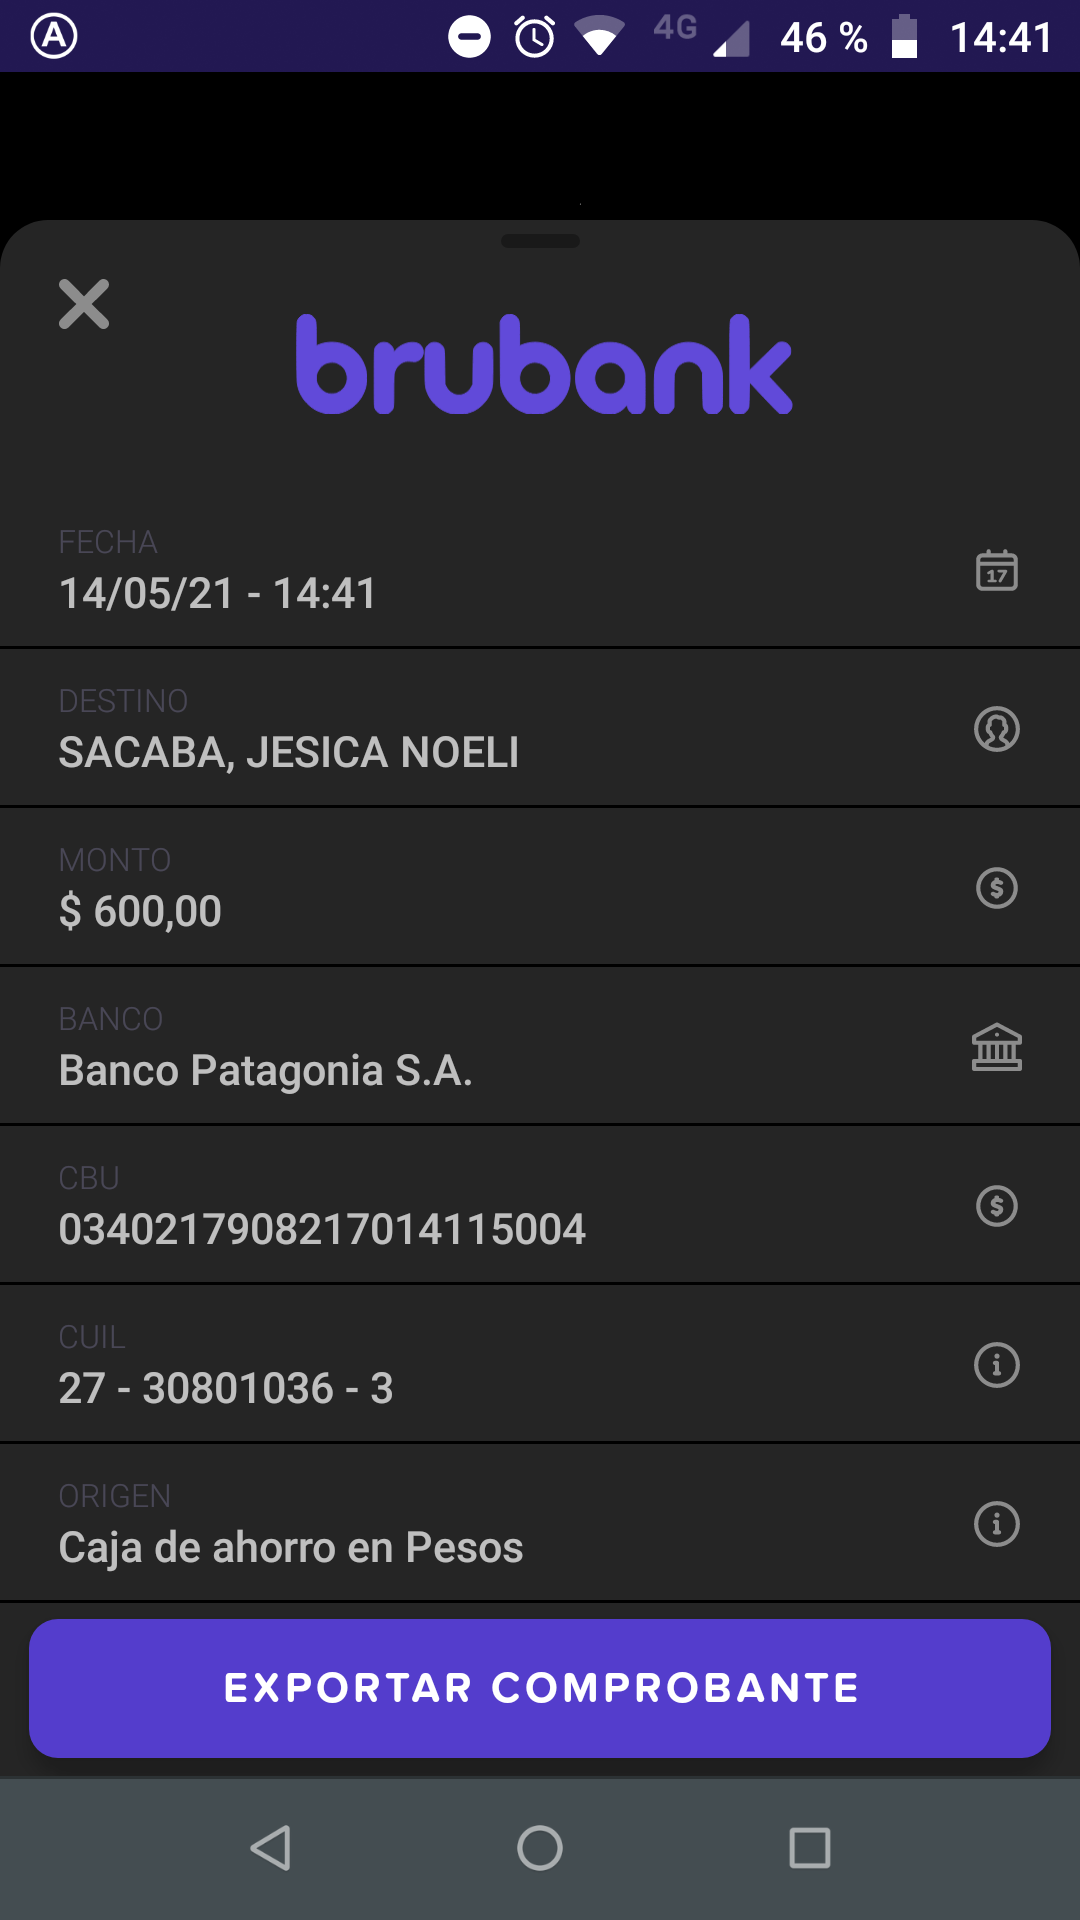 A
4G
46 %
14:41
brubank
FECHA
14/05/21 - 14:41
17
DESTINO
SACABA, JESICA NOELI
MONTO
$ 600,00
$
BANCO
Banco Patagonia S.A.
CBU
0340217908217014115004
$
CUIL
27 - 30801036 - 3
i
ORIGEN
Caja de ahorro en Pesos
i
EXPORTAR COMPROBANTE